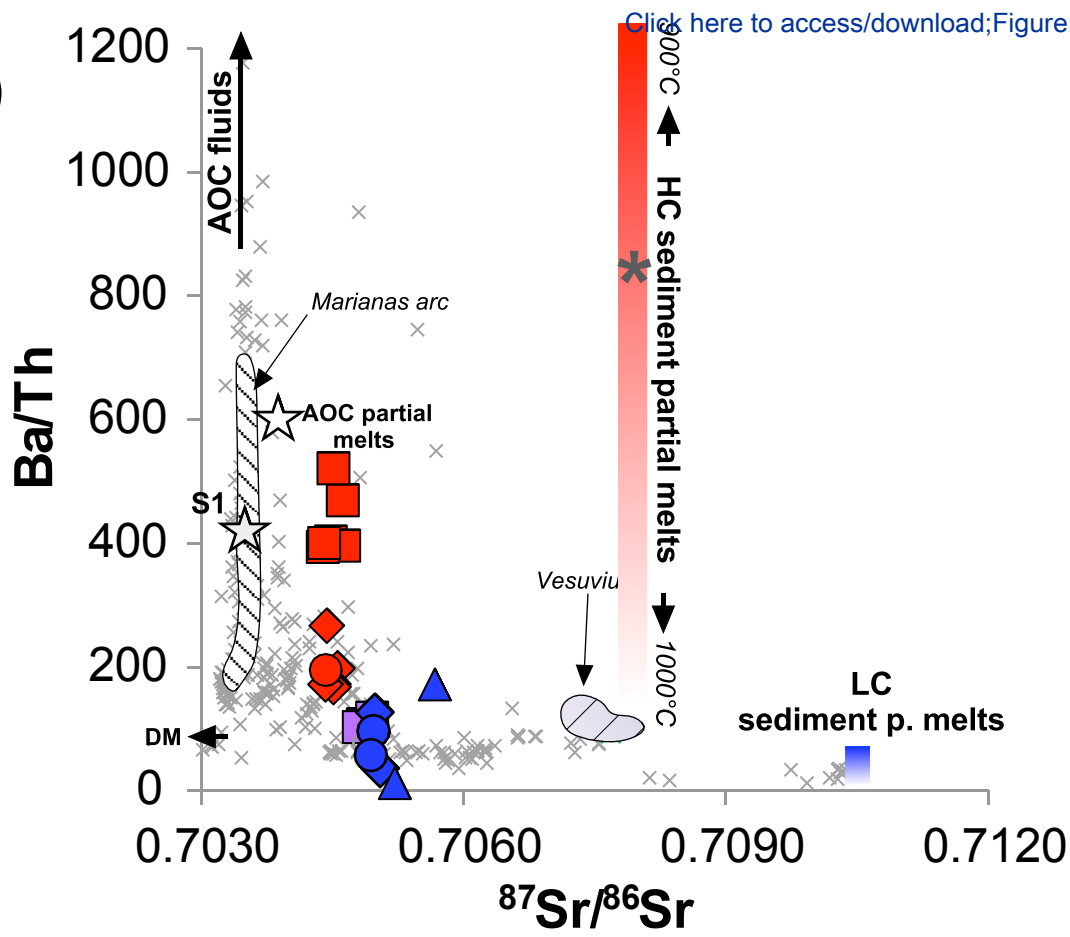 Click here to access/download;Figure
)
1200
1000
800
600
400
200
0
Ba/Th
AOC fluids
Marianas arc
AOC partial
melts
S1
DM
Vesuviu
900°C
HC sediment partial melts
1000°C
*
LC
sediment p. melts
0.7030
0.7060
0.7090
0.7120
87Sr/86Sr